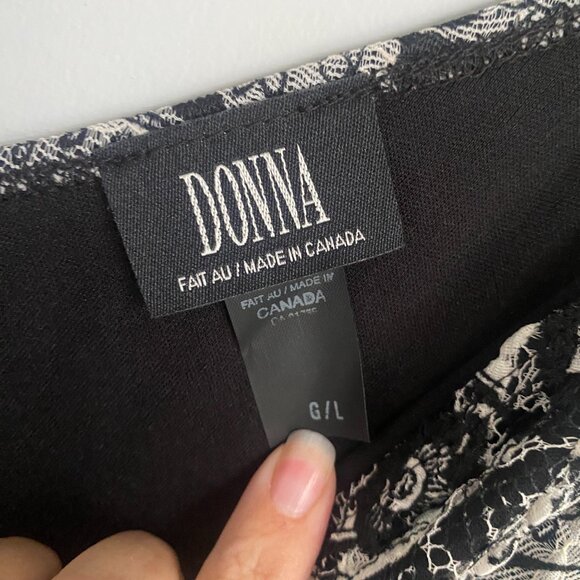 DONNA
FAIT AU / MADE IN CANADA
FAIT AU / MADE IN
CANADA
G/L